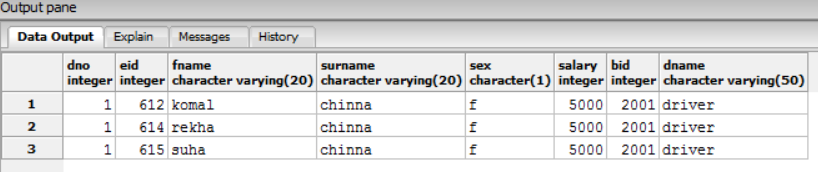 Output pane
Data Output Explain Messages History
dno eid fname surname sex salary bid dname
integer integer character varying(20) character varying(20) character(1) integer integer character varying(50)
1 1 612 komal chinna f 5000 2001 driver
2 1 614 rekha chinna f 5000 2001 driver
3 1 615 suha chinna f 5000 2001 driver